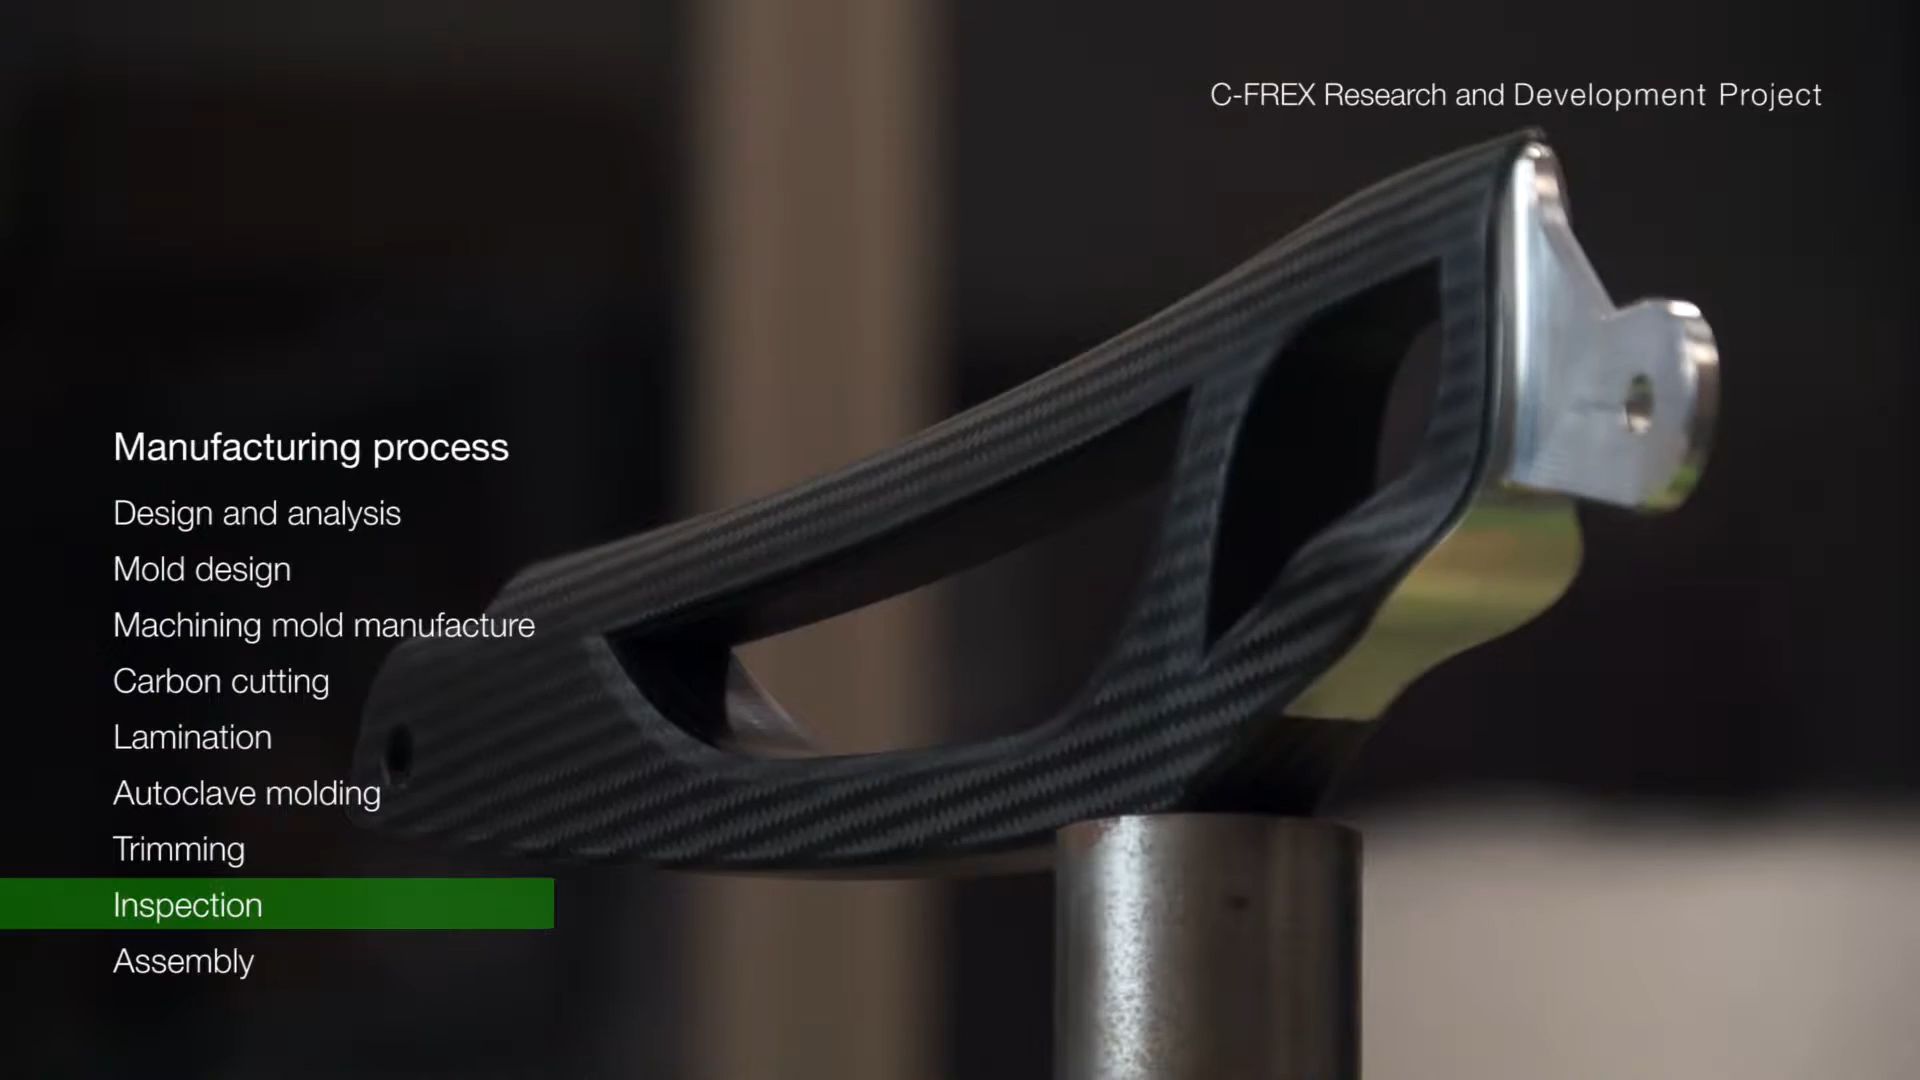 C-FREX Research and Development Project
Manufacturing process
Design and analysis
Mold design
Machining mold manufacture
Carbon cutting
Lamination
Autoclave molding
Trimming
Inspection
Assembly